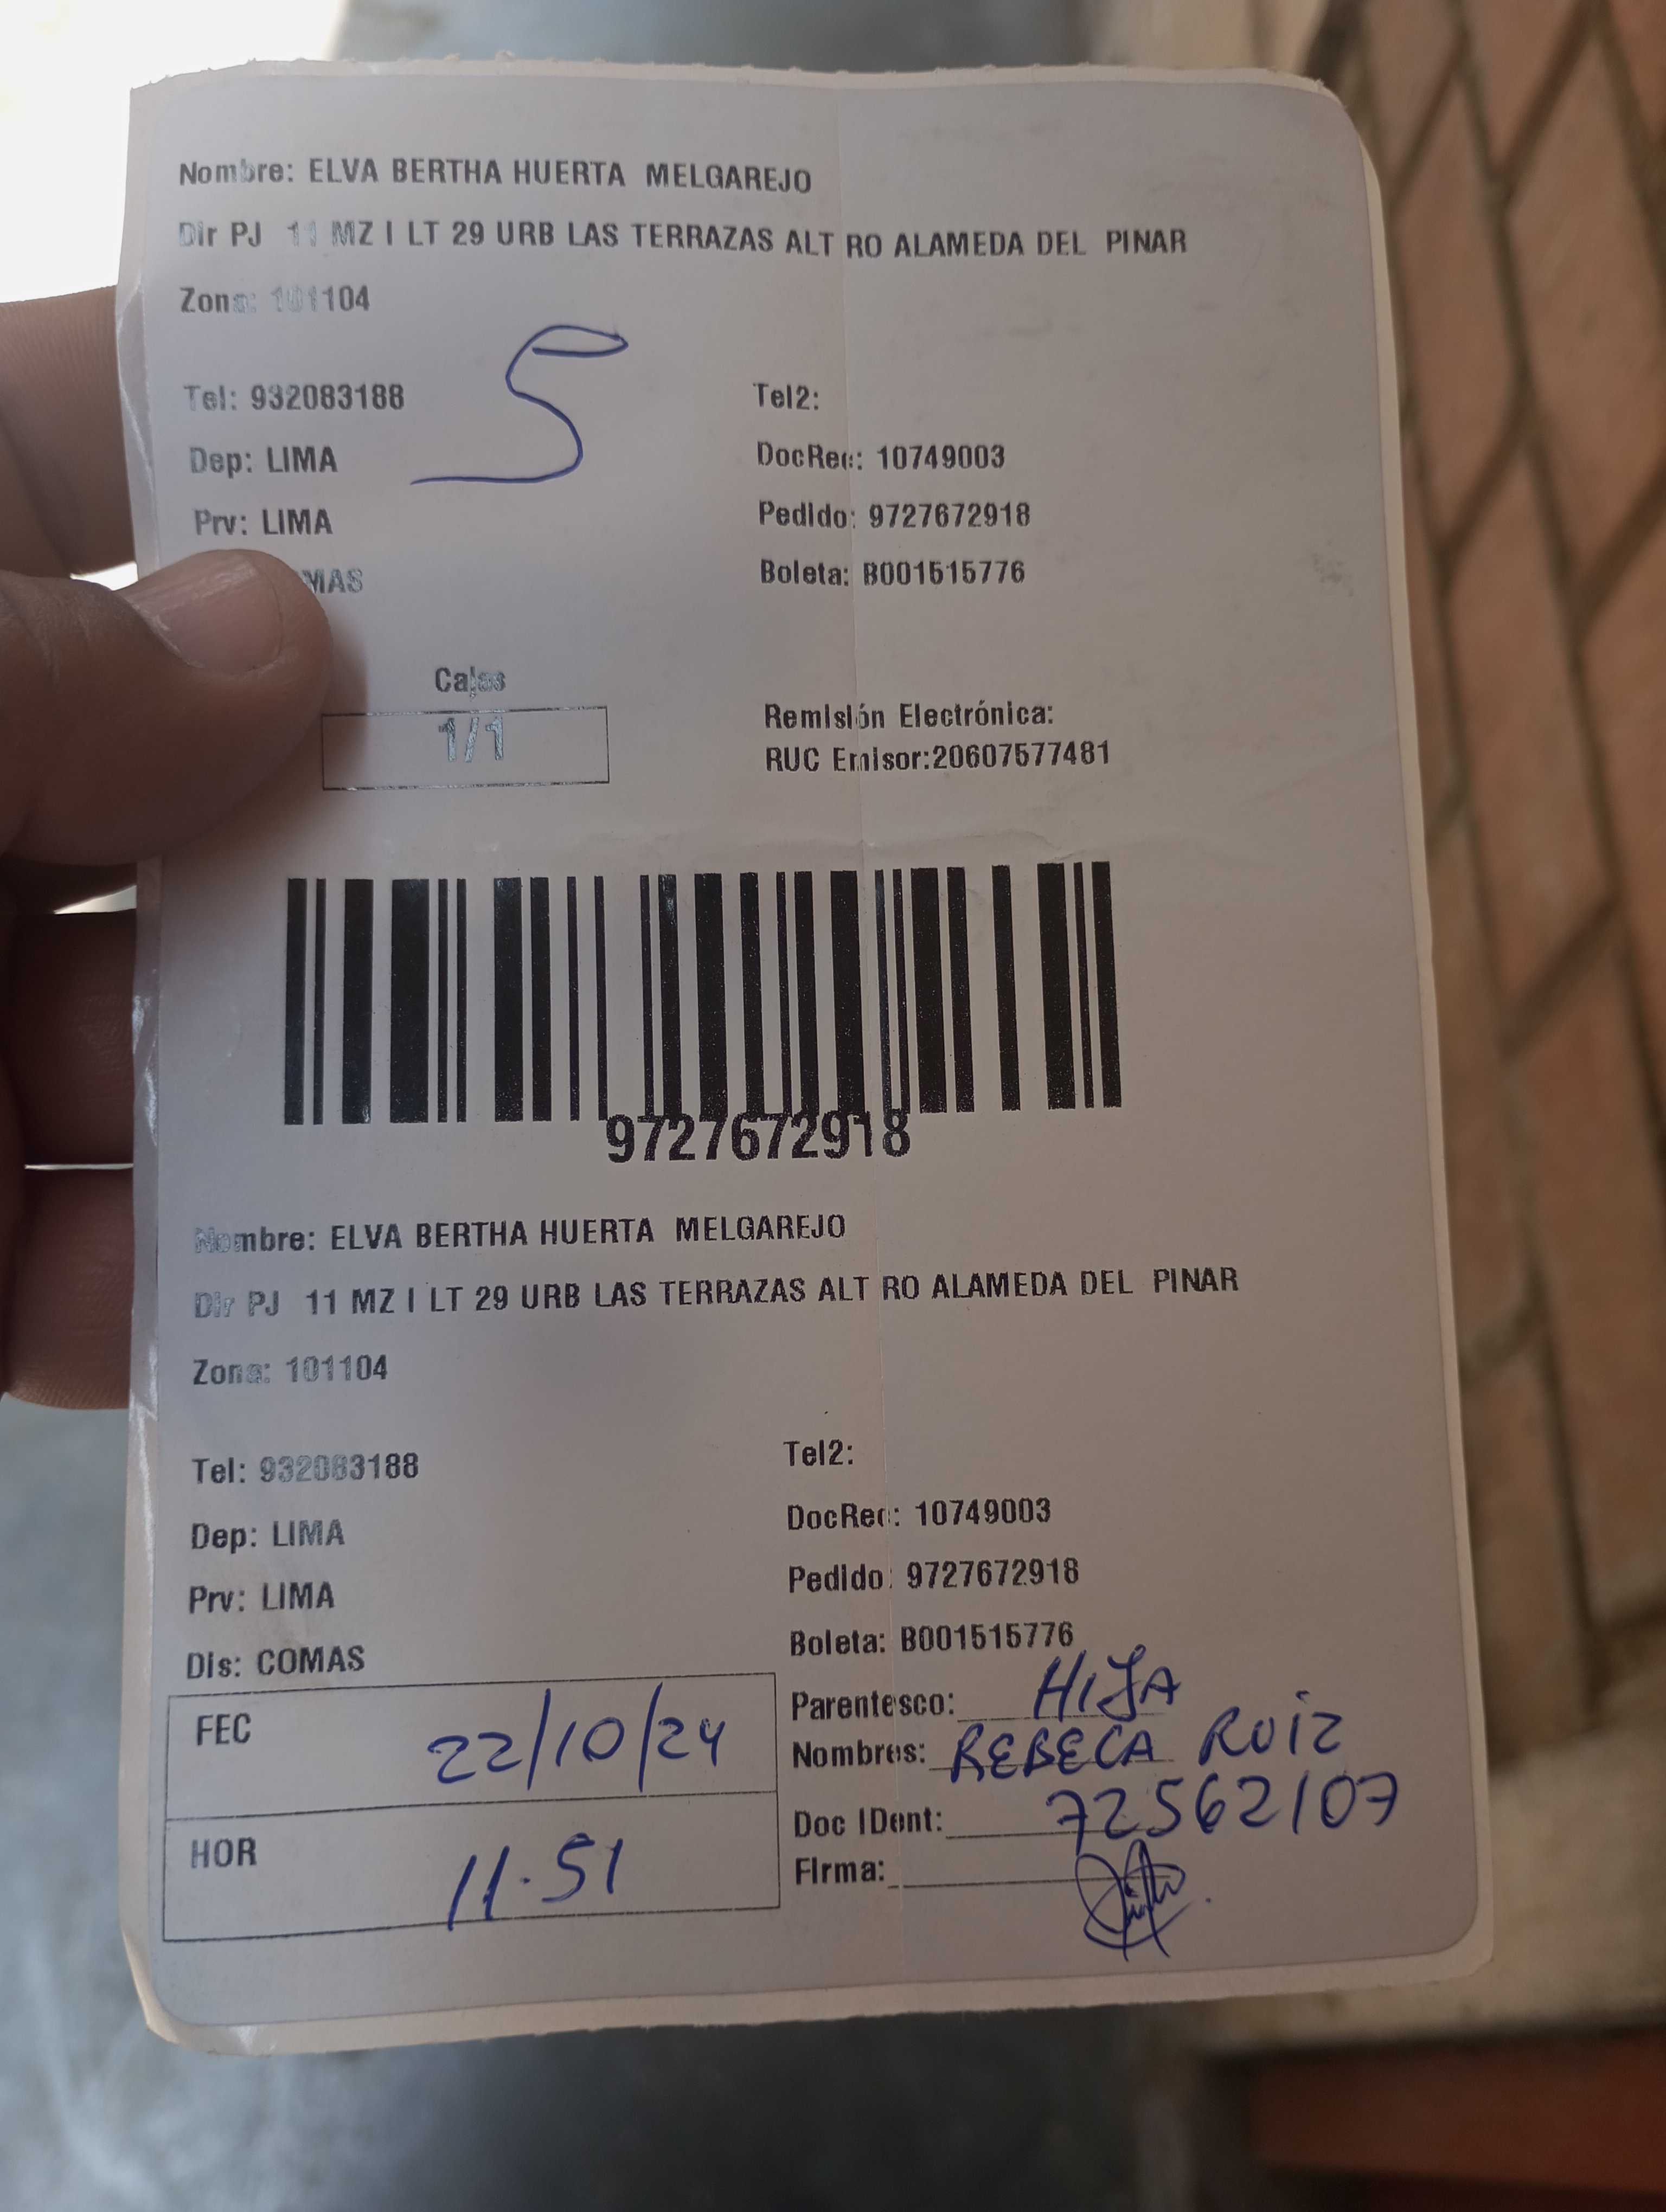 Nombre: ELVA BERTHA HUERTA MELGAREJO
Dir PJ 11 MZ I LT 29 URB LAS TERRAZAS ALT RO ALAMEDA DEL PINAR
Zona: 101104
5
Tel: 932083188 Tel2:
Dep: LIMA DocRec: 10749003
Prv: LIMA Pedido: 9727672918
MAS Boleta: B001515776
Cajas
1/1
Remisión Electrónica:
RUC Emisor:20607577481
9727672918
Nombre: ELVA BERTHA HUERTA MELGAREJO
Dir PJ 11 MZ I LT 29 URB LAS TERRAZAS ALT RO ALAMEDA DEL PINAR
Zona: 101104
Tel: 932083188 Tel2:
Dep: LIMA DocRec: 10749003
Prv: LIMA Pedido: 9727672918
Dis: COMAS Boleta: B001515776
FEC 22/10/24
HOR 11.51
Parentesco: HIJA
Nombres: REBECA RUIZ
Doc IDent: 72562107
Firma: